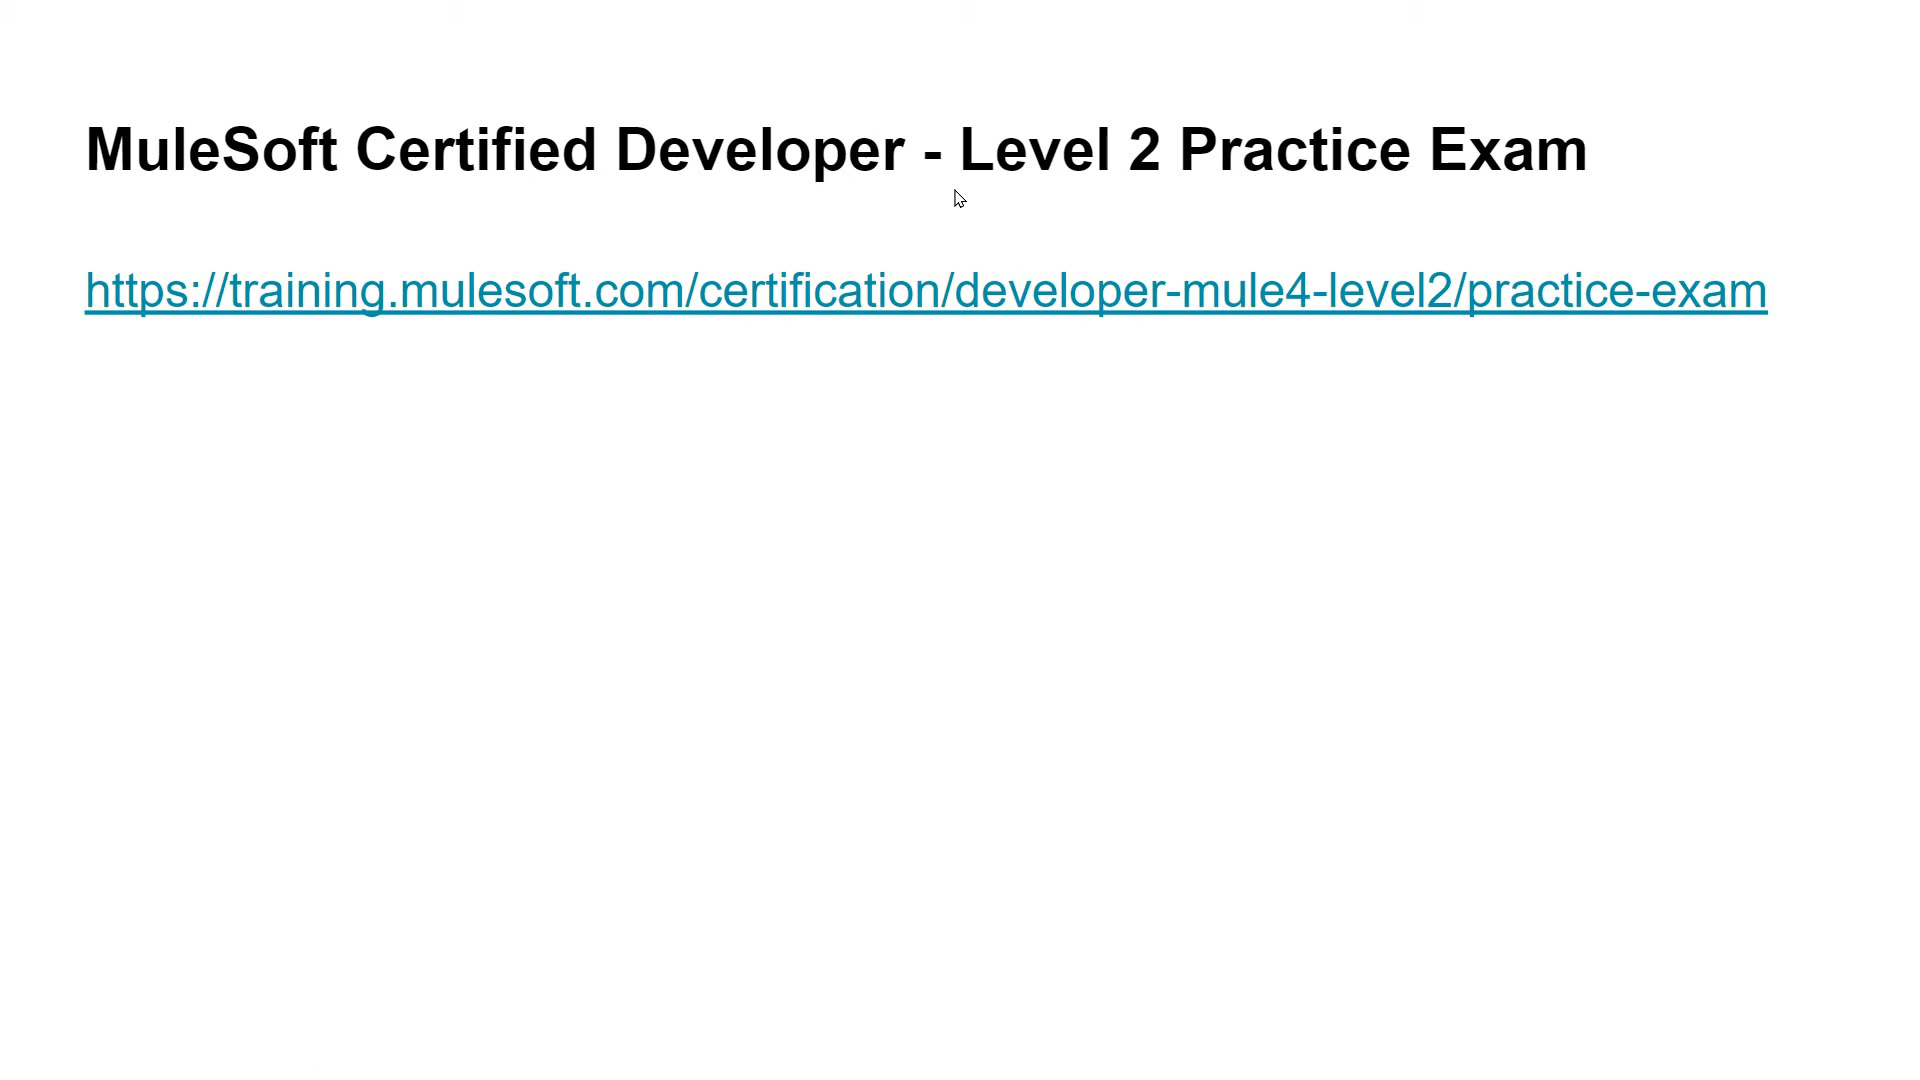 MuleSoft Certified Developer - Level 2 Practice Exam
https://training.mulesoft.com/certification/developer-mule4-level2/practice-exam